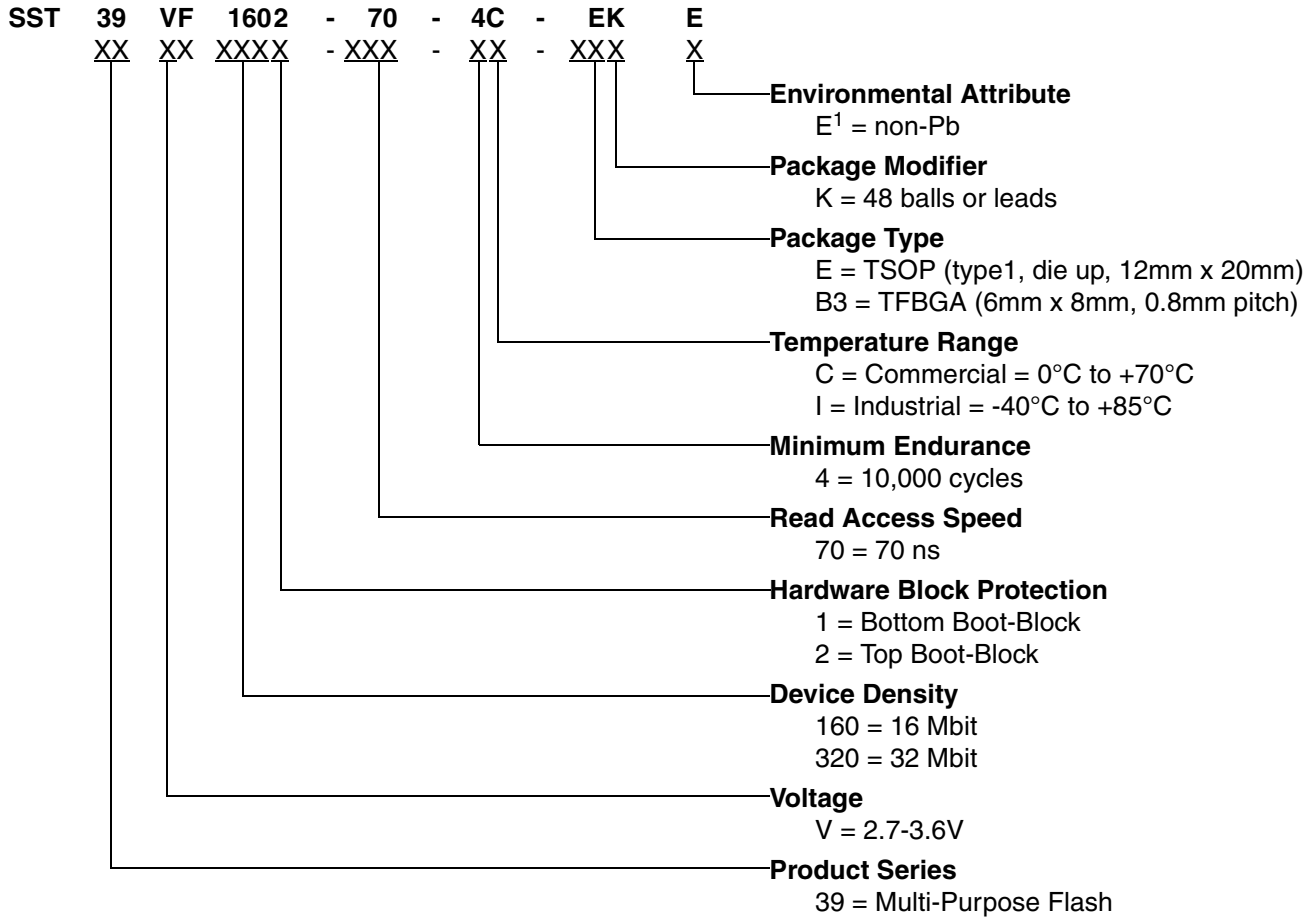 SST 39 VF 1602 - 70 - 4C - EK E
XX XX XXXX - XXX - XX - XXX X
Environmental Attribute
E1 = non-Pb
Package Modifier
K = 48 balls or leads
Package Type
E = TSOP (type1, die up, 12mm x 20mm)
B3 = TFBGA (6mm x 8mm, 0.8mm pitch)
Temperature Range
C = Commercial = 0°C to +70°C
I = Industrial = -40°C to +85°C
Minimum Endurance
4 = 10,000 cycles
Read Access Speed
70 = 70 ns
Hardware Block Protection
1 = Bottom Boot-Block
2 = Top Boot-Block
Device Density
160 = 16 Mbit
320 = 32 Mbit
Voltage
V = 2.7-3.6V
Product Series
39 = Multi-Purpose Flash